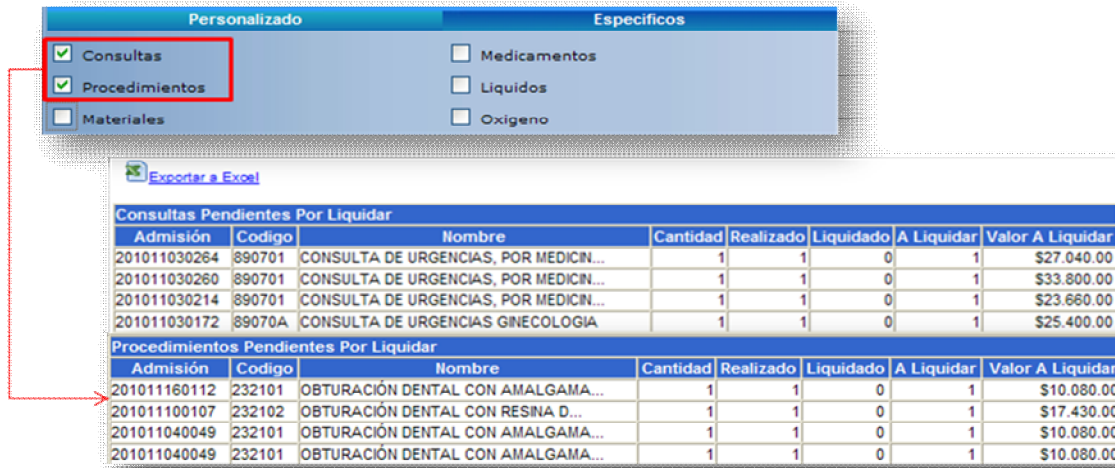 Personalizado Especificos
Consultas Medicamentos
Procedimientos Liquidos
Materiales Oxigeno
Exportar a Excel
Consultas Pendientes Por Liquidar
Admisión Codigo Nombre Cantidad Realizado Liquidado A Liquidar Valor A Liquidar
201011030264 890701 CONSULTA DE URGENCIAS, POR MEDICIN... 1 1 0 1 $27.040.00
201011030260 890701 CONSULTA DE URGENCIAS, POR MEDICIN... 1 1 0 1 $33.800.00
201011030214 890701 CONSULTA DE URGENCIAS, POR MEDICIN... 1 1 0 1 $23.660.00
201011030172 89070A CONSULTA DE URGENCIAS GINECOLOGIA 1 1 0 1 $25.400.00
Procedimientos Pendientes Por Liquidar
Admisión Codigo Nombre Cantidad Realizado Liquidado A Liquidar Valor A Liquidar
201011160112 232101 OBTURACIÓN DENTAL CON AMALGAMA... 1 1 0 1 $10.080.00
201011100107 232102 OBTURACIÓN DENTAL CON RESINA D... 1 1 0 1 $17.430.00
201011040049 232101 OBTURACIÓN DENTAL CON AMALGAMA... 1 1 0 1 $10.080.00
201011040049 232101 OBTURACIÓN DENTAL CON AMALGAMA... 1 1 0 1 $10.080.00